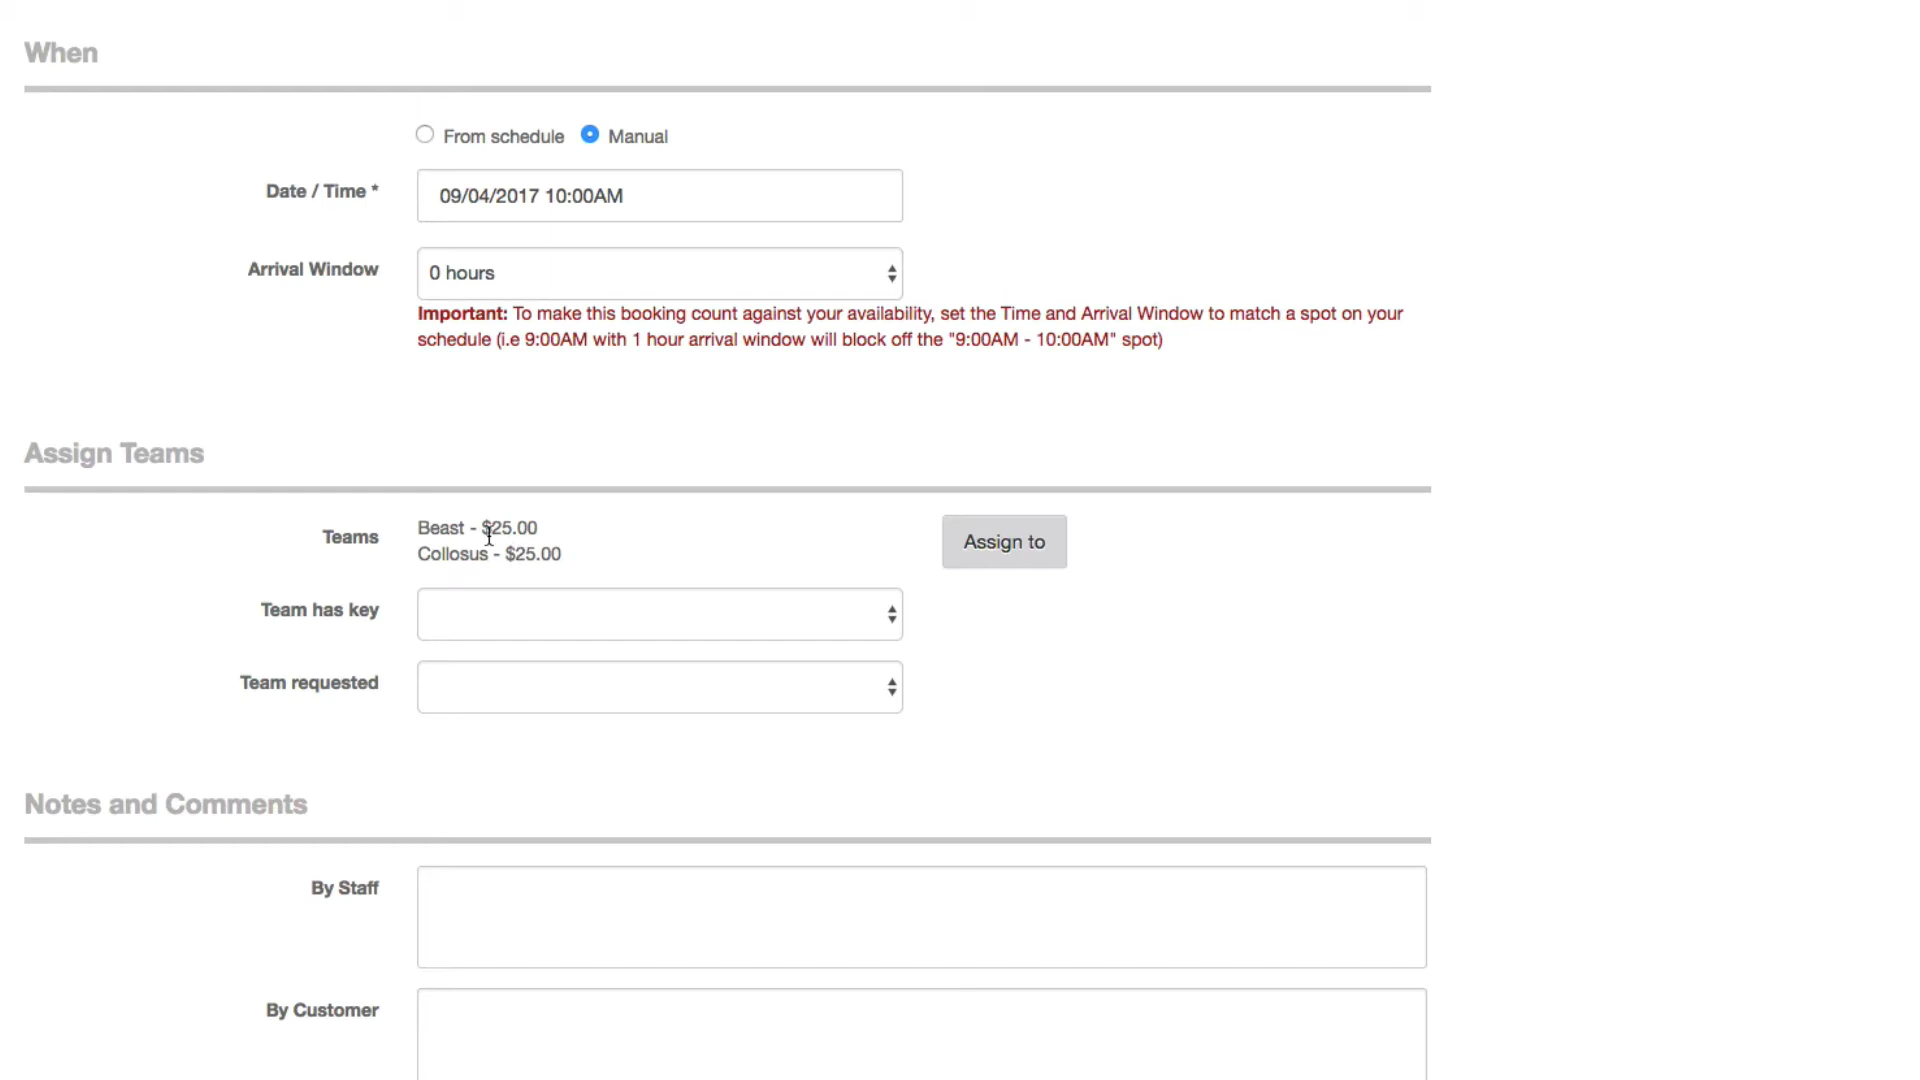 When
From schedule Manual
Date / Time *
09/04/2017 10:00AM
Arrival Window
0 hours
Important: To make this booking count against your availability, set the Time and Arrival Window to match a spot on your
schedule (i.e 9:00AM with 1 hour arrival window will block off the "9:00AM - 10:00AM" spot)
Assign Teams
Teams
Beast - $25.00
Collosus - $25.00
Assign to
Team has key
Team requested
Notes and Comments
By Staff
By Customer